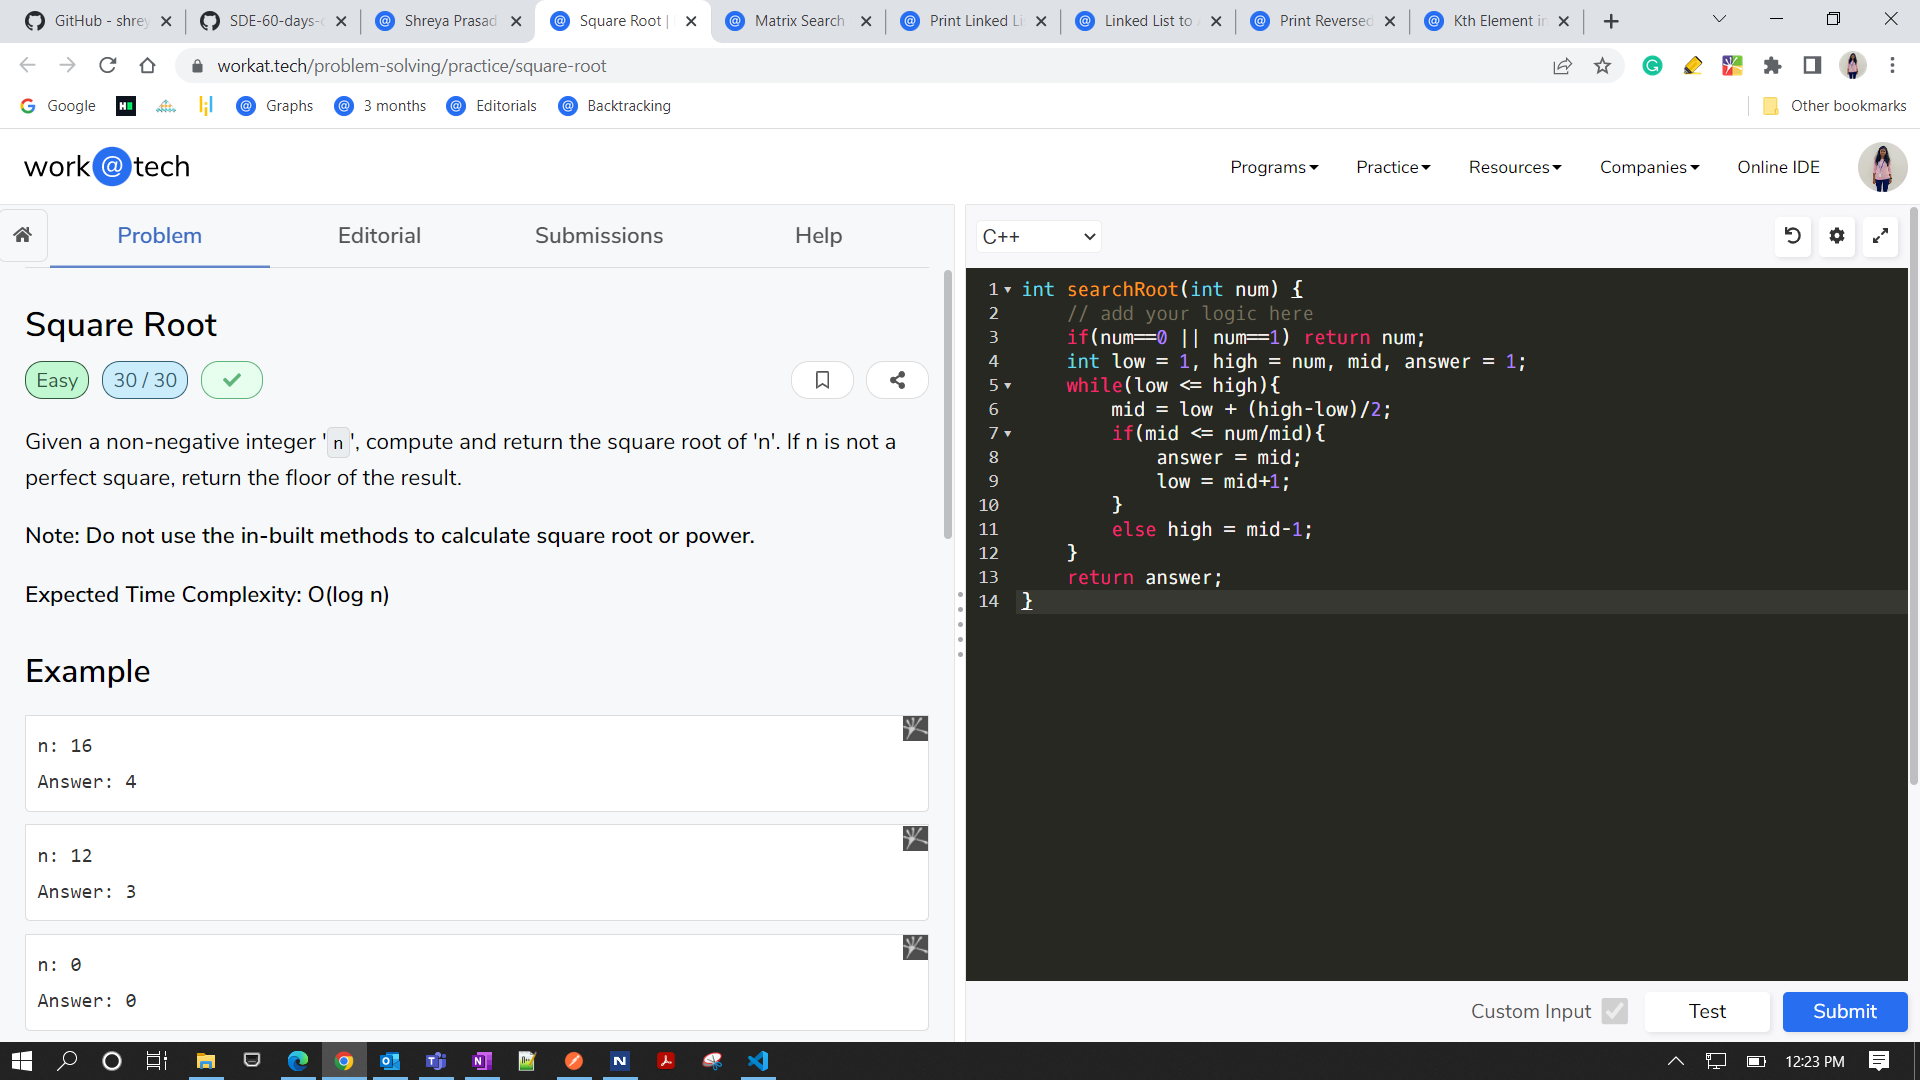 GitHub - shrey
SDE-60-days-
Shreya Prasad
Square Root |
Matrix Search
Print Linked Li
Linked List to
Print Reversed
Kth Element in
workat.tech/problem-solving/practice/square-root
Google
Graphs
3 months
Editorials
Backtracking
Other bookmarks
work@tech
Programs
Practice
Resources
Companies
Online IDE
Problem
Editorial
Submissions
Help
C++
Square Root
Easy
30 / 30
Given a non-negative integer 'n', compute and return the square root of 'n'. If n is not a
perfect square, return the floor of the result.
Note: Do not use the in-built methods to calculate square root or power.
Expected Time Complexity: O(log n)
Example
n: 16
Answer: 4
n: 12
Answer: 3
n: 0
Answer: 0
1 int searchRoot(int num) {
2 // add your logic here
3 if(num==0 || num==1) return num;
4 int low = 1, high = num, mid, answer = 1;
5 while(low <= high){
6 mid = low + (high-low)/2;
7 if(mid <= num/mid){
8 answer = mid;
9 low = mid+1;
10 }
11 else high = mid-1;
12 }
13 return answer;
14 }
Custom Input
Test
Submit
12:23 PM